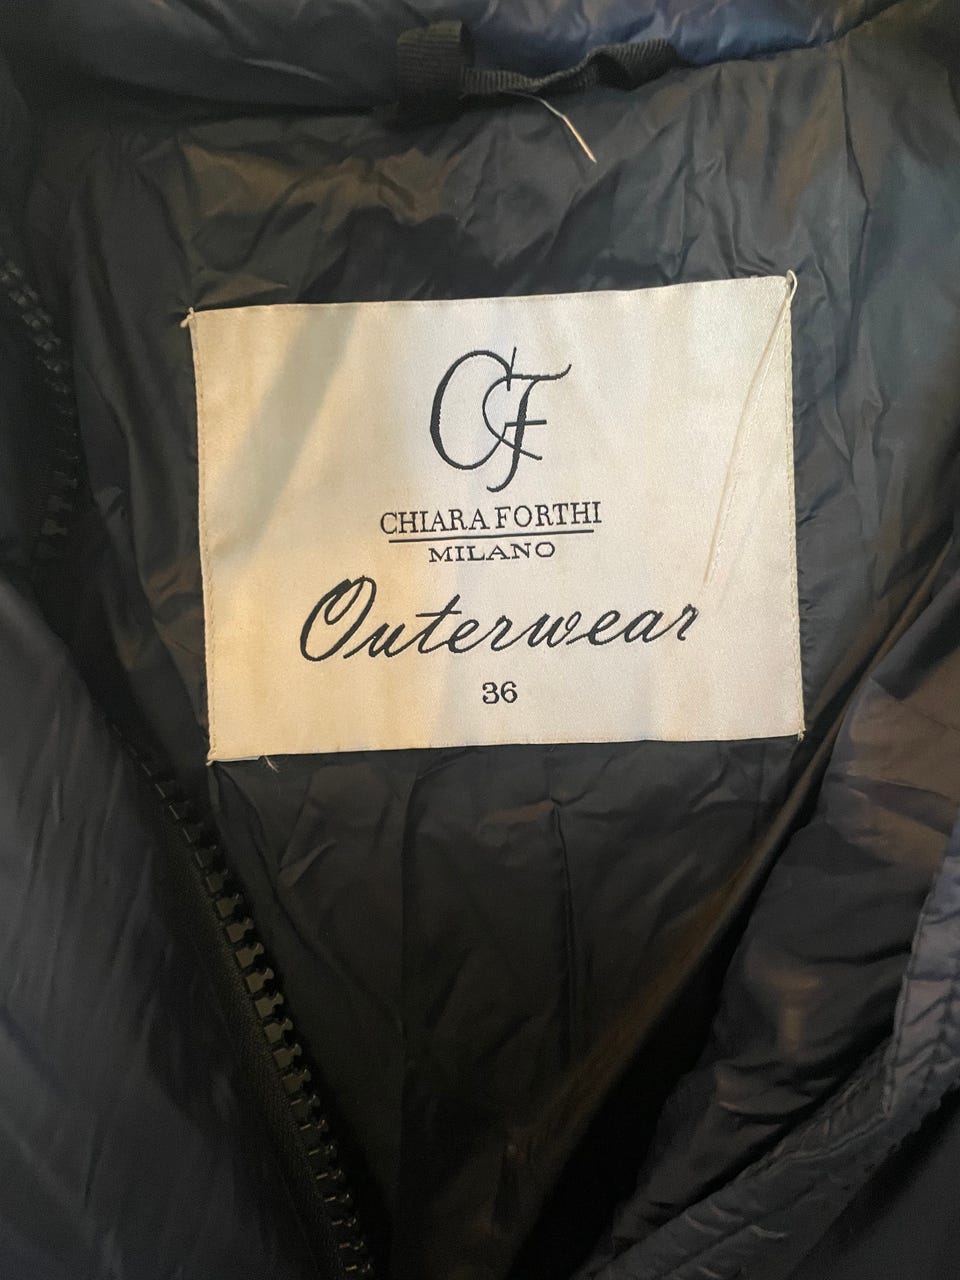 CF
CHIARA FORTHI
MILANO
Outerwear
36